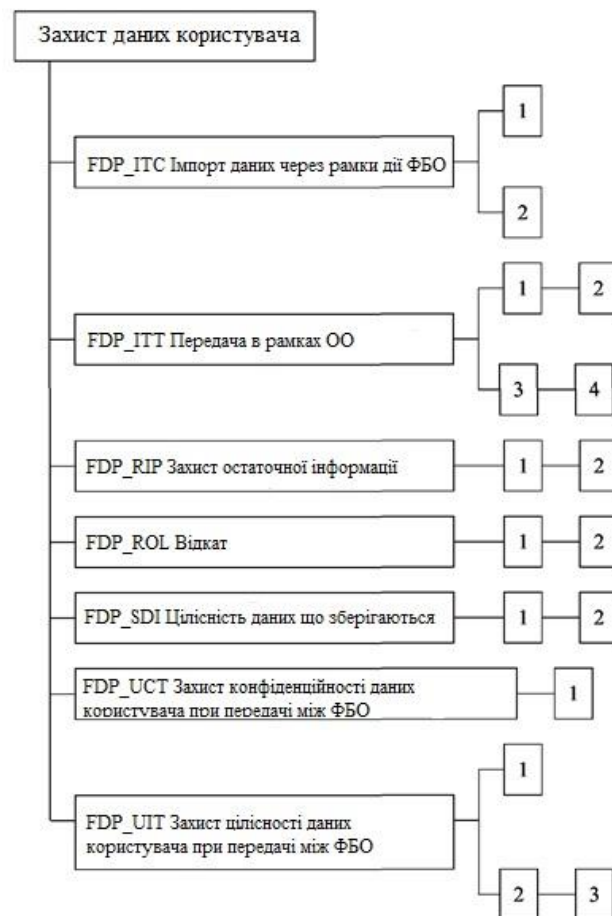 Захист даних користувача
1
FDP_ITC Імпорт даних через рамки дії ФБО
2
1 2
FDP_ITT Передача в рамках ОО
3 4
FDP_RIP Захист остаточної інформації 1 2
FDP_ROL Відкат 1 2
FDP_SDI Цілісність даних що зберігаються 1 2
FDP_UCT Захист конфіденційності даних
користувача при передачі між ФБО
1
1
FDP_UIT Захист цілісності даних
користувача при передачі між ФБО
2 3